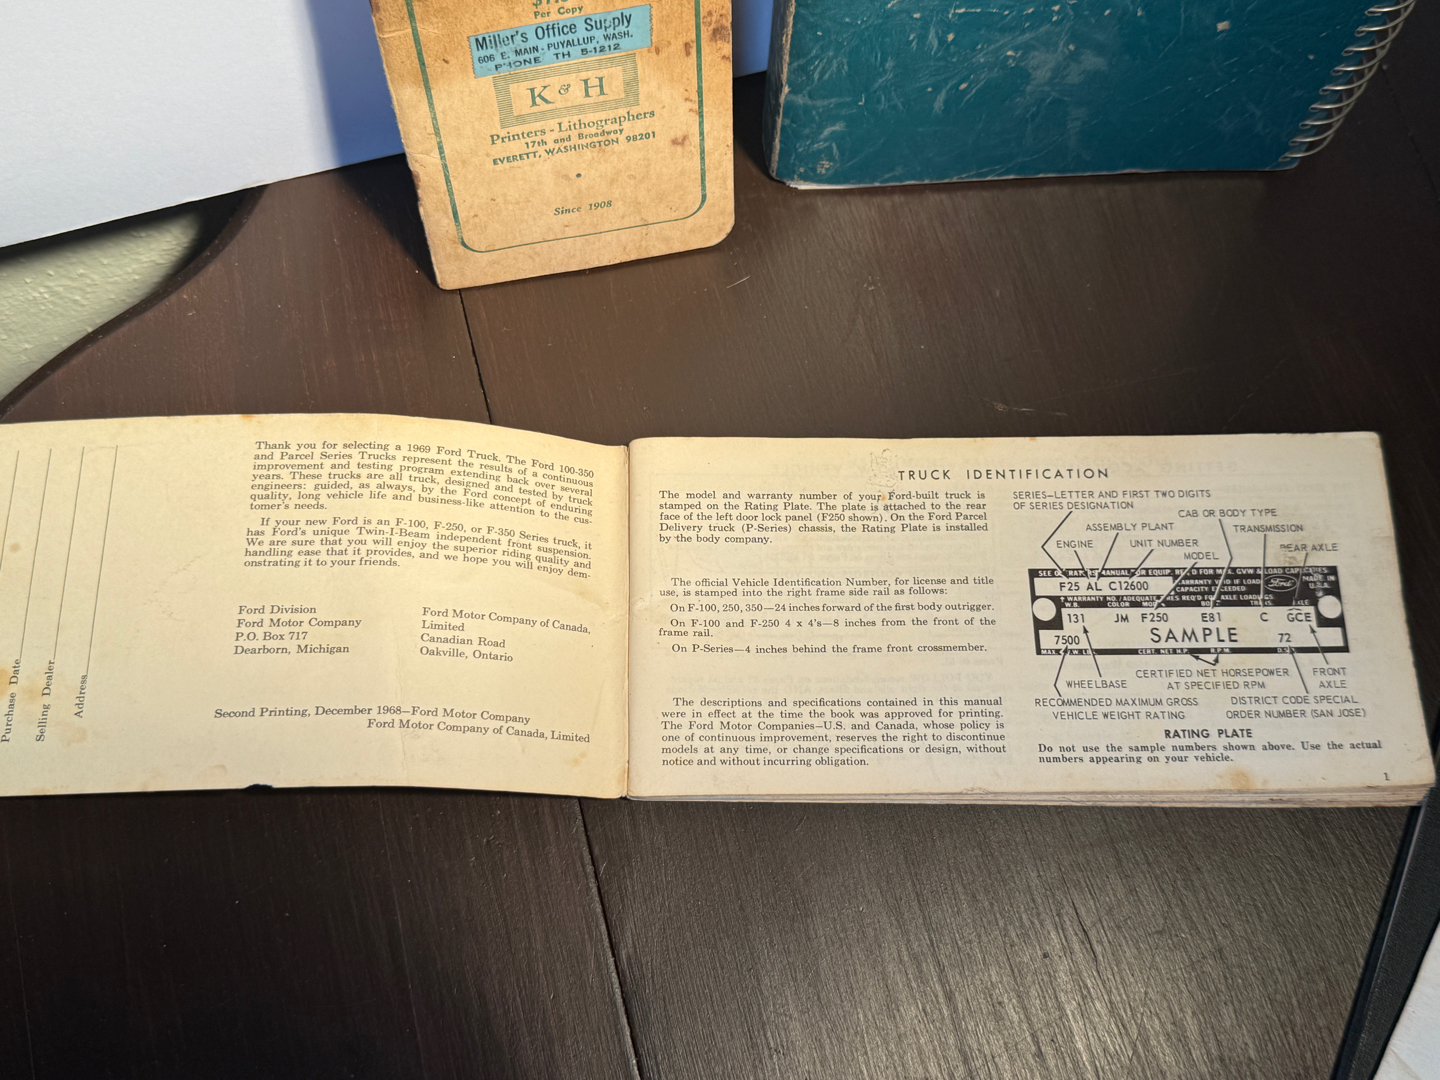 Per Copy
Miller's Office Supply
606 E. MAIN - PUYALLUP, WASH.
PHONE TH 5-1212
K & H
Printers - Lithographers
17th and Broadway
EVERETT, WASHINGTON 98201
Since 1908
Purchase Date
Selling Dealer
Address
Thank you for selecting a 1969 Ford Truck. The Ford 100-350
and Parcel Series Trucks represent the results of a continuous
improvement and testing program extending back over several
years. These trucks are all truck, designed and tested by truck
engineers: guided, as always, by the Ford concept of enduring
quality, long vehicle life and business-like attention to the cus-
tomer's needs.
If your new Ford is an F-100, F-250, or F-350 Series truck, it
has Ford's unique Twin-I-Beam independent front suspension.
We are sure that you will enjoy the superior riding quality and
handling ease that it provides, and we hope you will enjoy dem-
onstrating it to your friends.
Ford Division
Ford Motor Company
P.O. Box 717
Dearborn, Michigan
Ford Motor Company of Canada,
Limited
Canadian Road
Oakville, Ontario
Second Printing, December 1968—Ford Motor Company
Ford Motor Company of Canada, Limited
TRUCK IDENTIFICATION
The model and warranty number of your Ford-built truck is
stamped on the Rating Plate. The plate is attached to the rear
face of the left door lock panel (F250 shown). On the Ford Parcel
Delivery truck (P-Series) chassis, the Rating Plate is installed
by the body company.
The official Vehicle Identification Number, for license and title
use, is stamped into the right frame side rail as follows:
On F-100, 250, 350—24 inches forward of the first body outrigger.
On F-100 and F-250 4 x 4's—8 inches from the front of the
frame rail.
On P-Series—4 inches behind the frame front crossmember.
The descriptions and specifications contained in this manual
were in effect at the time the book was approved for printing.
The Ford Motor Companies—U.S. and Canada, whose policy is
one of continuous improvement, reserves the right to discontinue
models at any time, or change specifications or design, without
notice and without incurring obligation.
SERIES-LETTER AND FIRST TWO DIGITS
OF SERIES DESIGNATION
CAB OR BODY TYPE
ASSEMBLY PLANT
TRANSMISSION
ENGINE
UNIT NUMBER
MODEL
REAR AXLE
F25 AL C12600
WARRANTY VOID IF LOAD
CAPACITY EXCEEDED
Ford
MADE IN
U.S.A.
W.B. COLOR
131 JM F250 E81 C GCE
7500 SAMPLE 72
CERT. NET H.P. R.P.M.
CERTIFIED NET HORSEPOWER
AT SPECIFIED RPM
FRONT
AXLE
WHEELBASE
RECOMMENDED MAXIMUM GROSS
VEHICLE WEIGHT RATING
DISTRICT CODE SPECIAL
ORDER NUMBER (SAN JOSE)
RATING PLATE
Do not use the sample numbers shown above. Use the actual
numbers appearing on your vehicle.
1